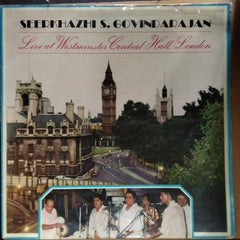 SEERKHAZHI S. GOVINDARAJAN
Live at Westminster Central Hall, London